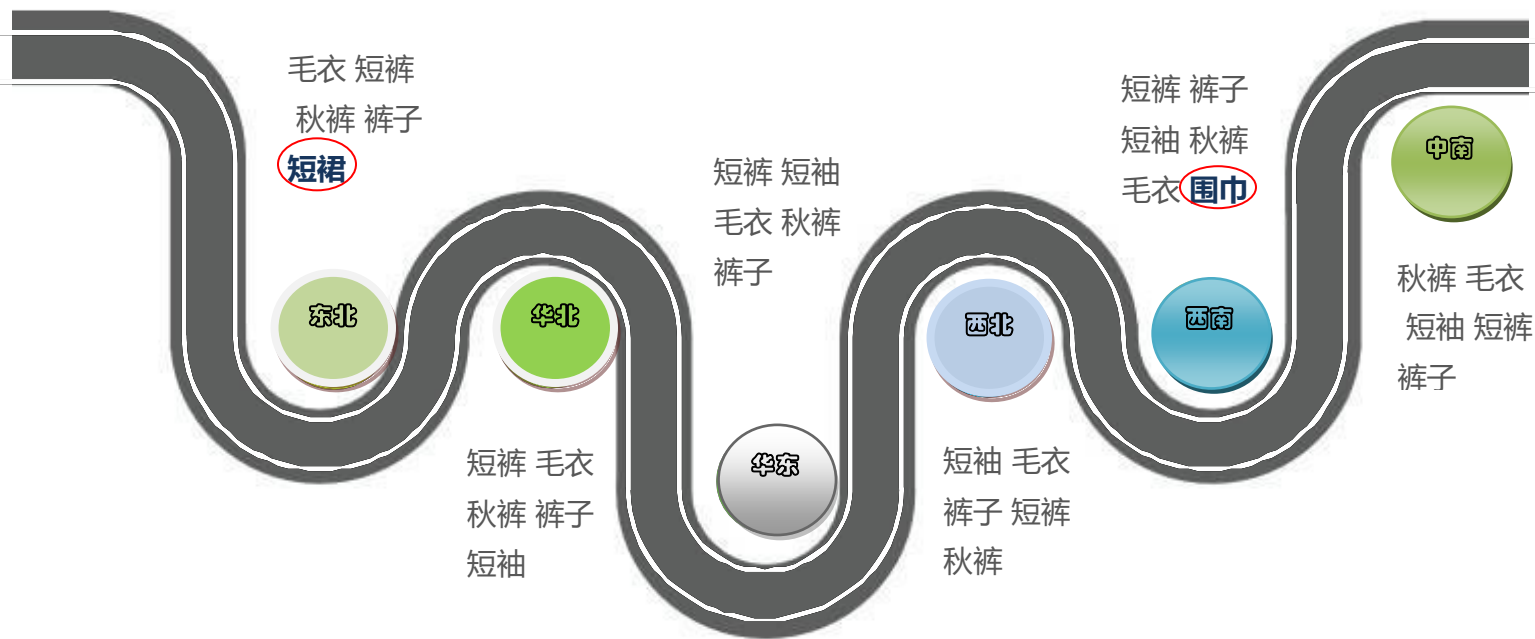 毛衣 短裤
秋裤 裤子
短裙
东北
华北
短裤 毛衣
秋裤 裤子
短袖
短裤 短袖
毛衣 秋裤
裤子
华东
西北
短袖 毛衣
裤子 短裤
秋裤
短裤 裤子
短袖 秋裤
毛衣 围巾
西南
中南
秋裤 毛衣
短袖 短裤
裤子